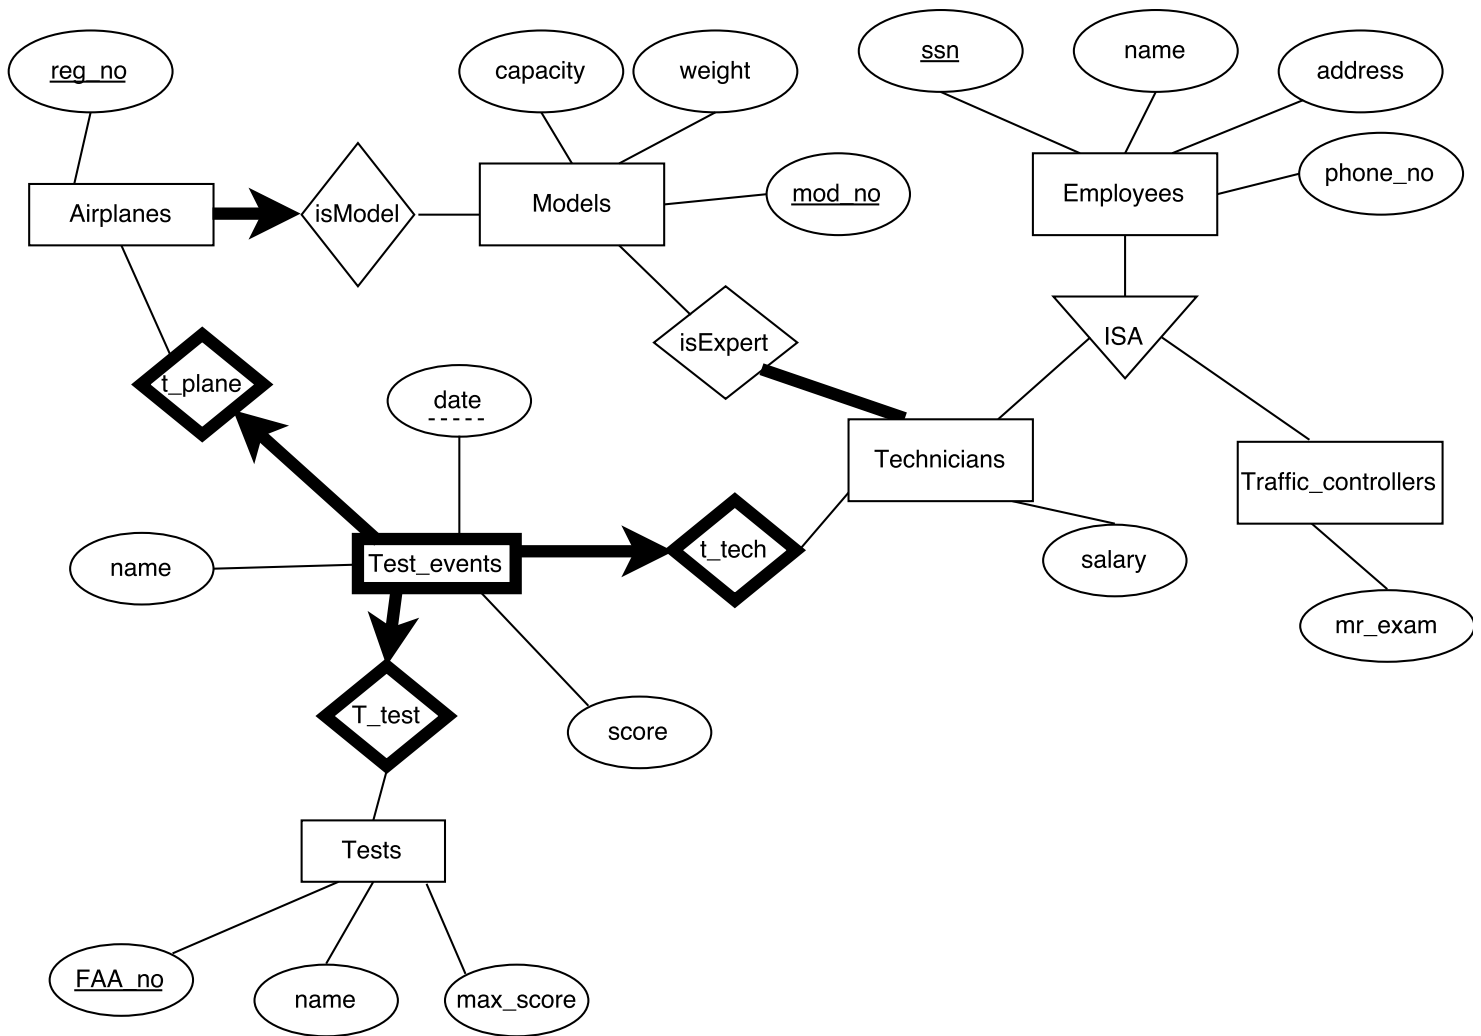 reg_no
capacity
weight
ssn
name
address
Airplanes
isModel
Models
mod_no
Employees
phone_no
isExpert
ISA
t_plane
date
Technicians
Traffic_controllers
name
Test_events
t_tech
salary
mr_exam
T_test
score
Tests
FAA_no
name
max_score